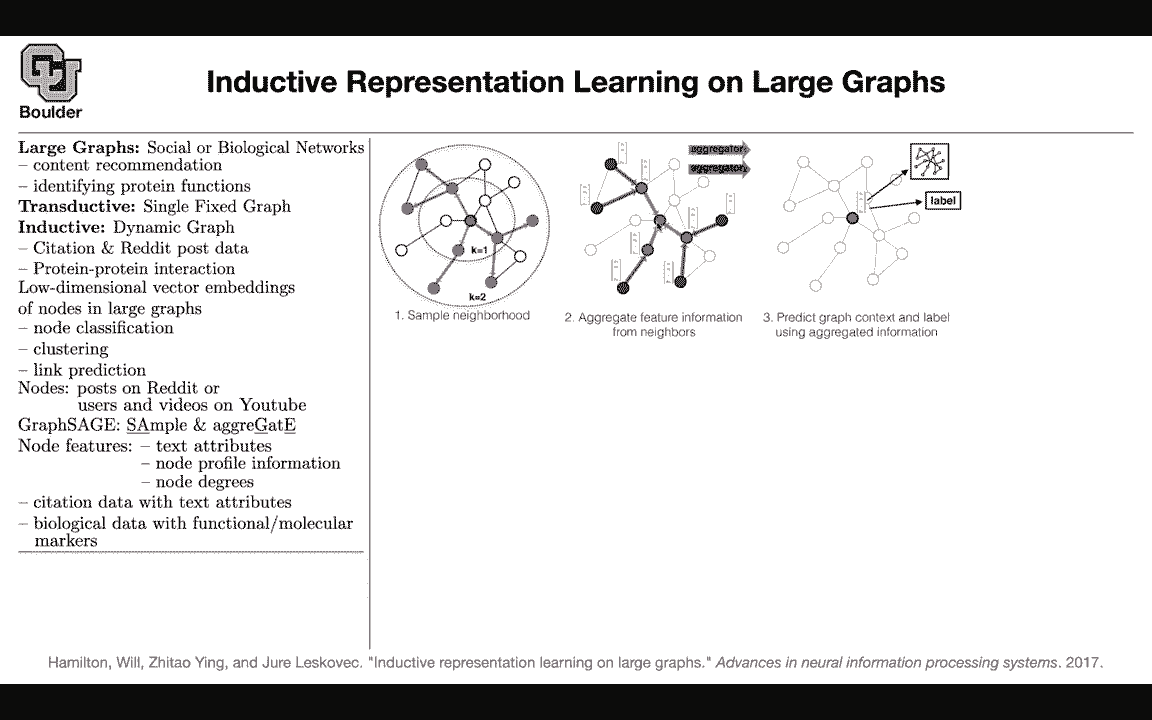 Boulder
Inductive Representation Learning on Large Graphs
Large Graphs: Social or Biological Networks
– content recommendation
– identifying protein functions
Transductive: Single Fixed Graph
Inductive: Dynamic Graph
– Citation & Reddit post data
– Protein-protein interaction
Low-dimensional vector embeddings
of nodes in large graphs
– node classification
– clustering
– link prediction
Nodes: posts on Reddit or
users and videos on Youtube
GraphSAGE: SAmple & aggreGatE
Node features: – text attributes
– node profile information
– node degrees
– citation data with text attributes
– biological data with functional/molecular
markers
k=1
k=2
1. Sample neighborhood
aggregator
aggregator
2. Aggregate feature information
from neighbors
label
3. Predict graph context and label
using aggregated information
Hamilton, Will, Zhitao Ying, and Jure Leskovec. "Inductive representation learning on large graphs." Advances in neural information processing systems. 2017.